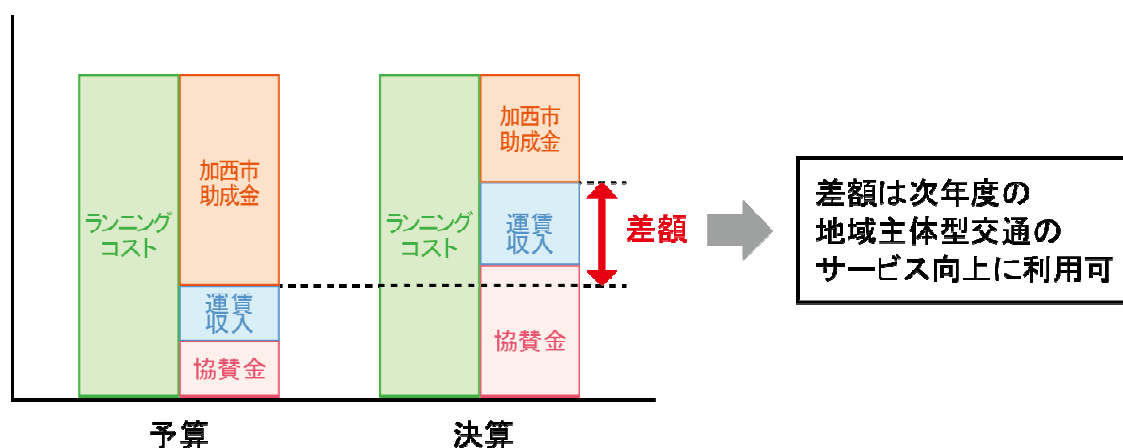 ランニング
コスト
加西市
助成金
運賃
収入
協賛金
予算
ランニング
コスト
加西市
助成金
運賃
収入
協賛金
決算
差額
差額は次年度の
地域主体型交通の
サービス向上に利用可